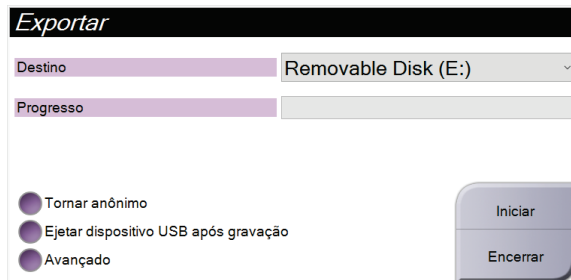 Exportar
Destino Removable Disk (E:)
Progresso
Tornar anônimo
Ejetar dispositivo USB após gravação
Avançado
Iniciar
Encerrar